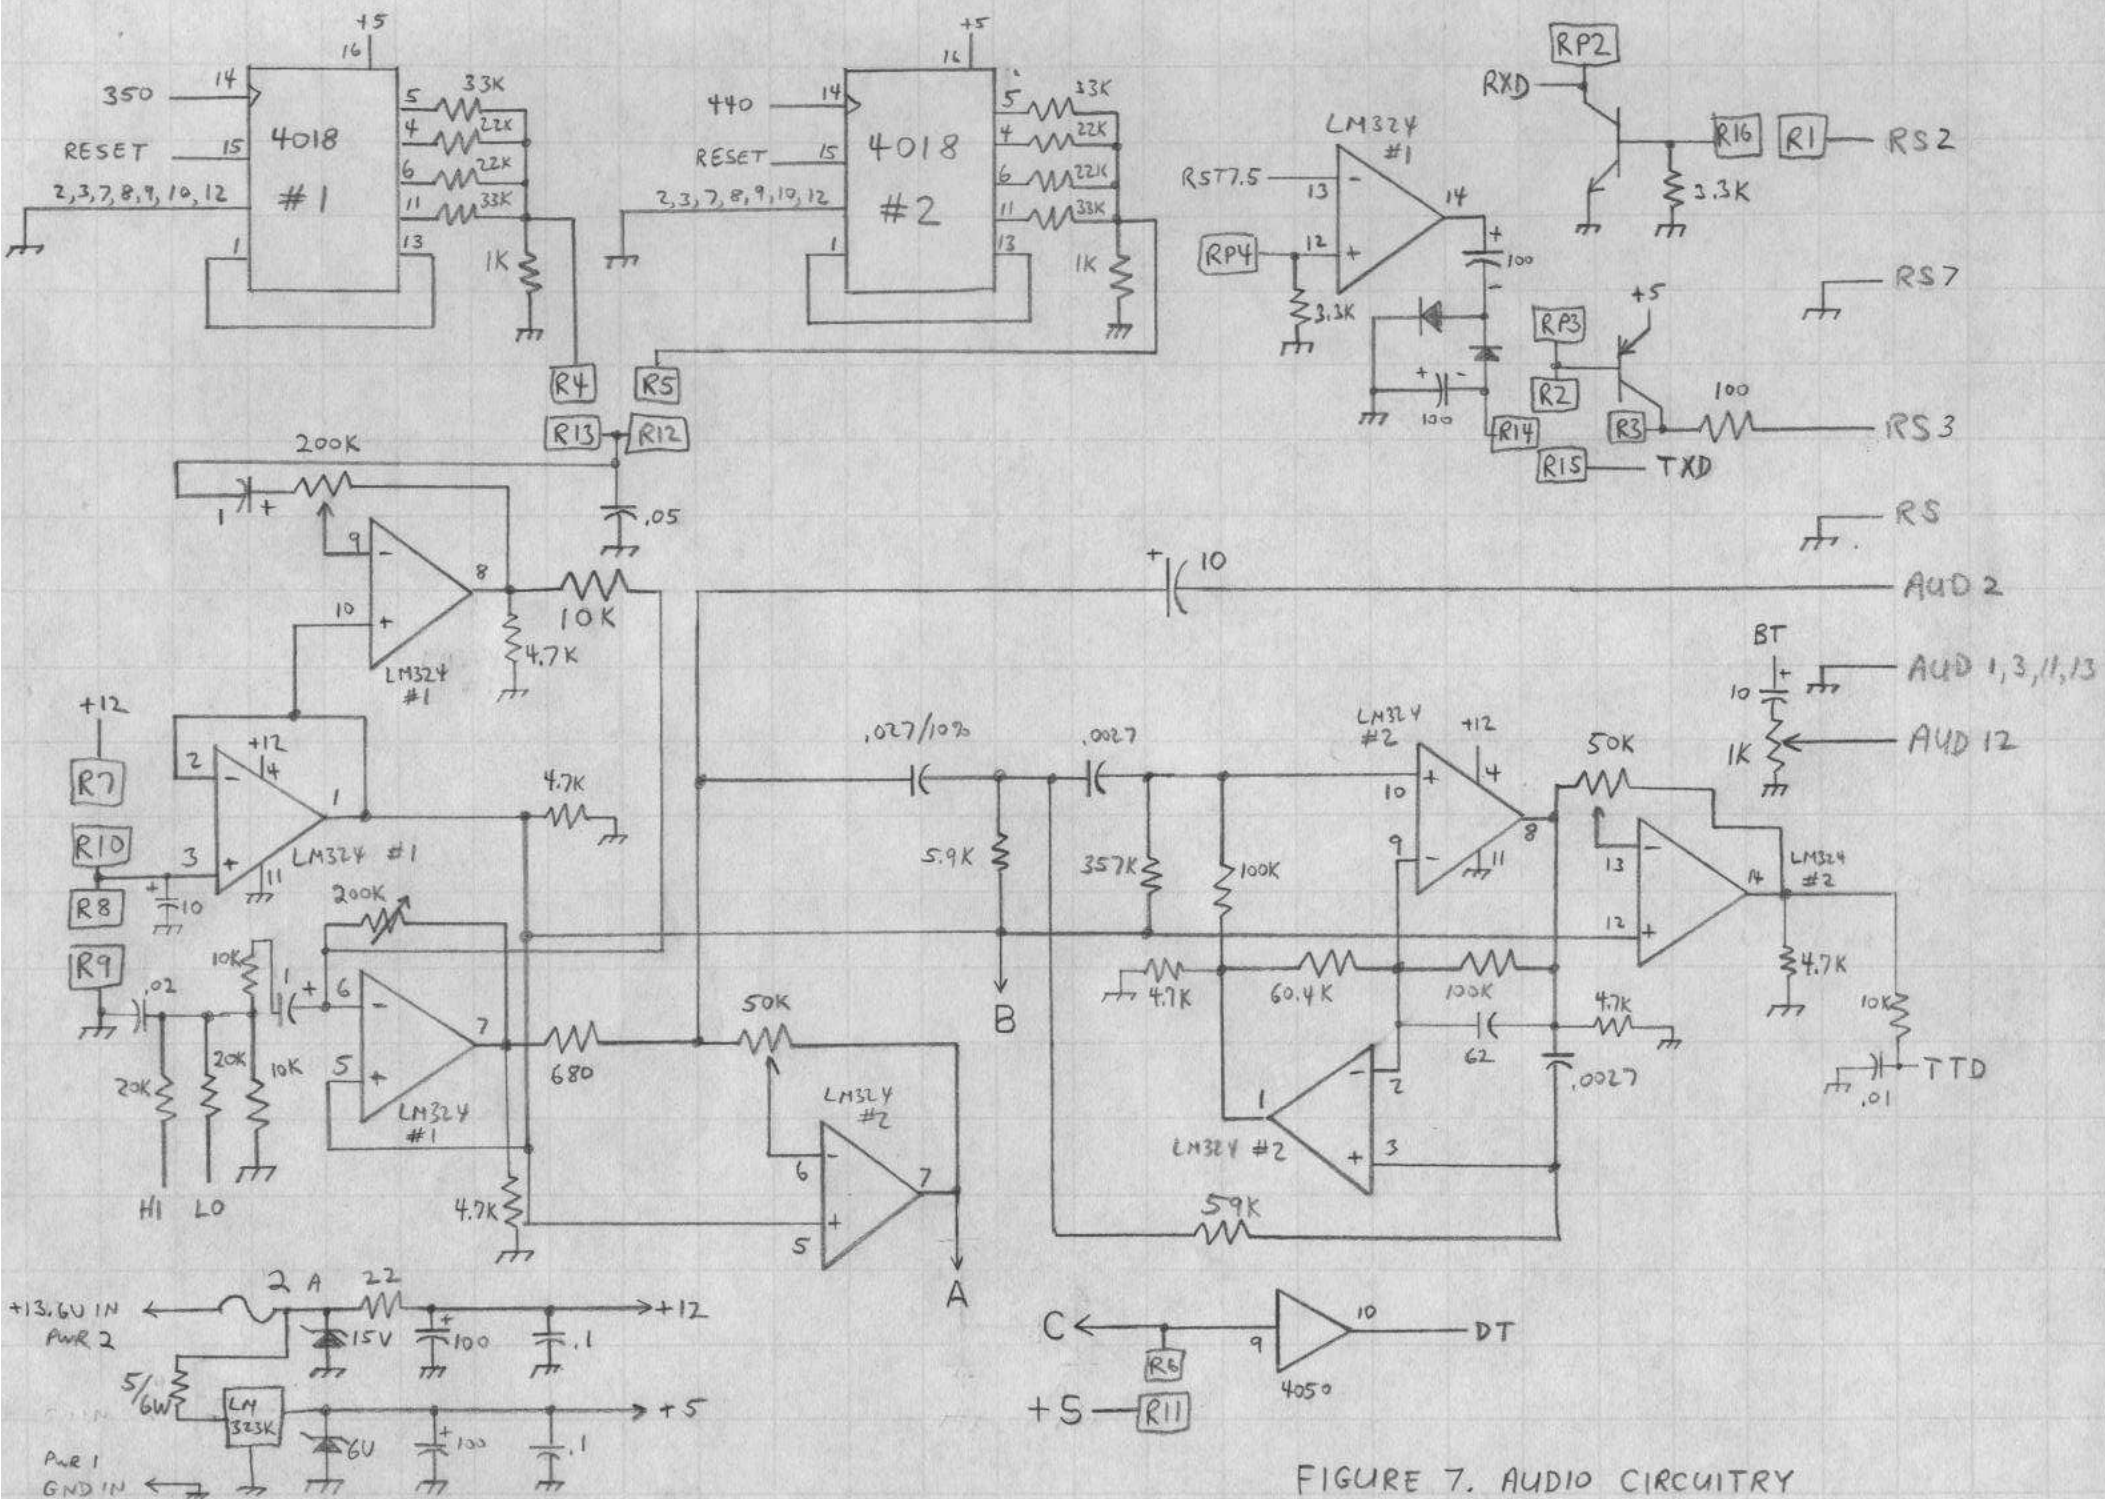 +5
16
350
14
RESET
15
2,3,7,8,9,10,12
1
4018
#1
5
33K
4
22K
6
22K
11
33K
13
1K
R4
+5
16
440
14
RESET
15
2,3,7,8,9,10,12
1
4018
#2
5
33K
4
22K
6
22K
11
33K
13
1K
R5
LM324
#1
RST7.5
13
-
14
RP4
12
+
3.3K
+
100
-
+
-
100
R14
R15
TXD
RP2
RXD
R16
R1
RS2
3.3K
RS7
+5
RP3
R2
R3
100
RS3
RS
R13
R12
200K
1
+
.05
9
-
8
10
+
10K
4.7K
LM324
#1
+
10
AUD 2
BT
+
10
AUD 1,3,11,13
1K
AUD 12
+12
R7
R10
R8
R9
2
-
+12
4
1
3
+
+
10
11
LM324 #1
4.7K
200K
10K
.02
1
+
6
-
7
5
+
20K
20K
10K
LM324
#1
HI
LO
4.7K
680
50K
LM324
#2
6
-
7
5
+
A
.027/10%
.0027
5.9K
357K
100K
LM324
#2
+12
4
+
10
8
9
-
11
50K
13
-
14
LM324
#2
12
+
4.7K
10K
TTD
.01
B
4.7K
60.4K
100K
62
4.7K
.0027
1
-
2
LM324 #2
+
3
59K
2 A
22
+13.6V IN
PWR 2
+12
15V
+
100
.1
5/6W
LM
323K
+5
6V
+
100
.1
PWR 1
GND IN
C
9
10
DT
R6
4050
+5
R11
FIGURE 7. AUDIO CIRCUITRY